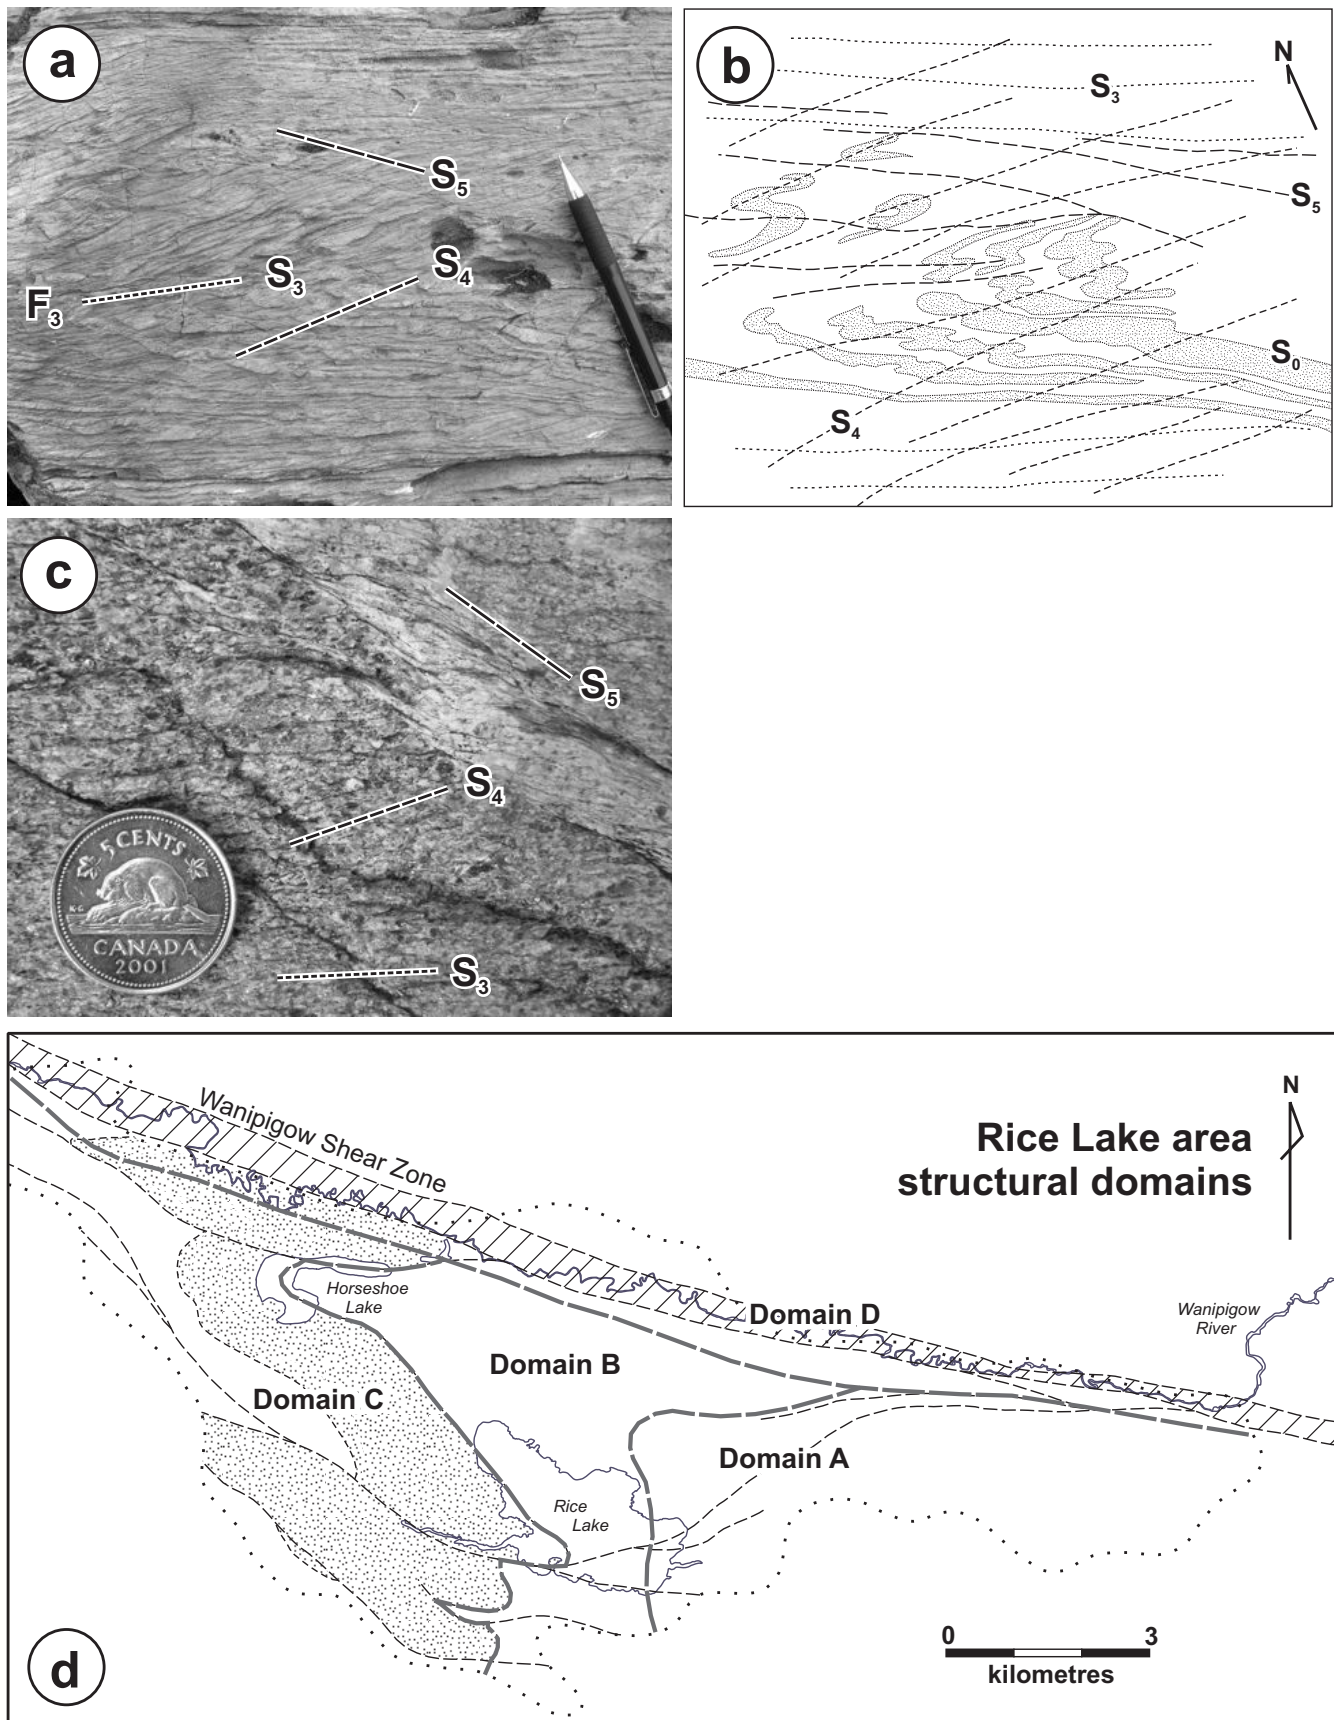 a
S5
S4
S3
F3
b
N
S3
S5
S0
S4
c
S5
S4
5 CENTS
K·G
CANADA
2001
S3
Wanipigow Shear Zone
N
Rice Lake area
structural domains
Horseshoe
Lake
Wanipigow
River
Domain D
Domain B
Domain C
Domain A
Rice
Lake
0 3
kilometres
d